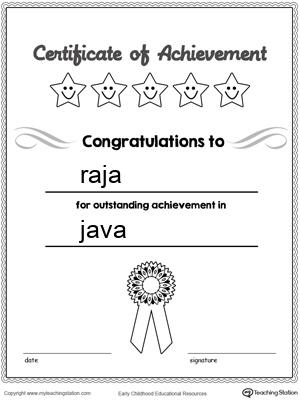 Certificate of Achievement
Congratulations to
raja
for outstanding achievement in
java
date signature
Copyright www.myteachingstation.com Early Childhood Educational Resources My Teaching Station